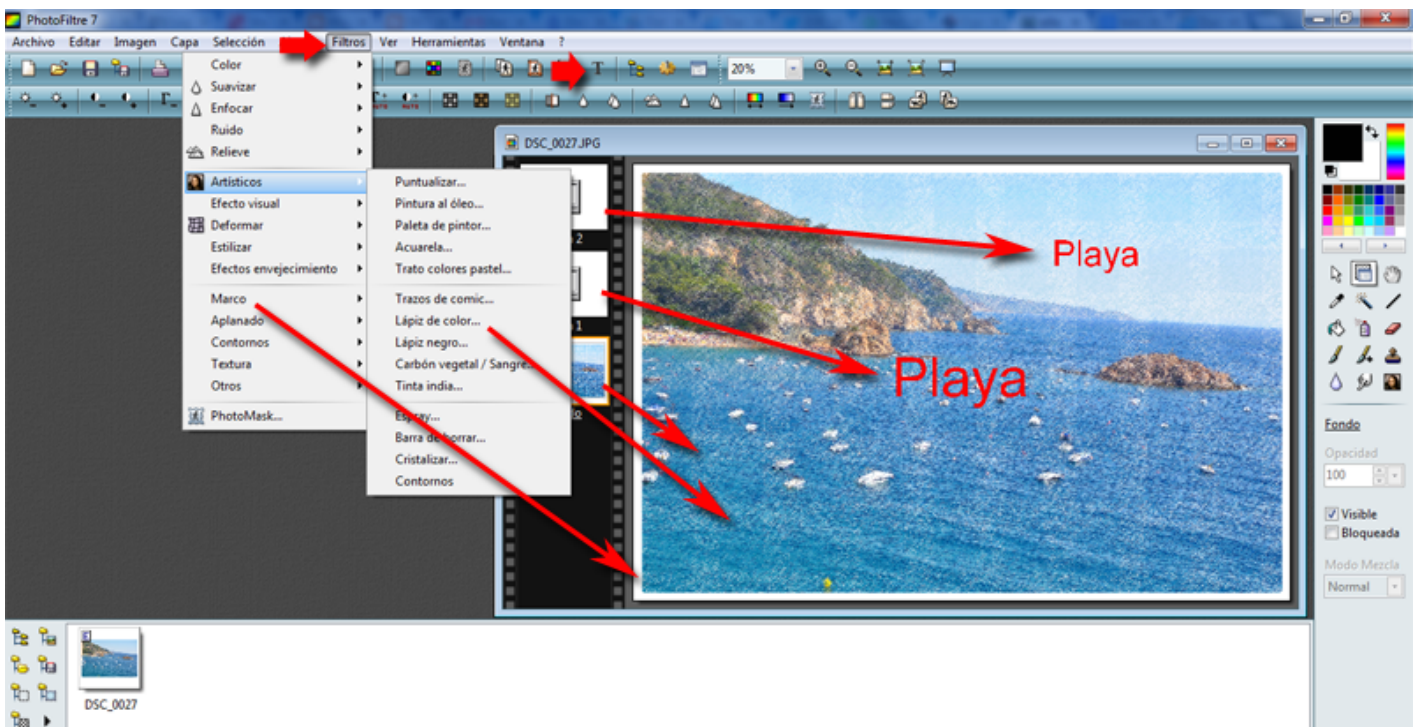 PhotoFiltre 7
Archivo Editar Imagen Capa Selección Filtros Ver Herramientas Ventana ?
T
20%
Color
Suavizar
Enfocar
Ruido
Relieve
Artísticos
Efecto visual
Deformar
Estilizar
Efectos envejecimiento
Marco
Aplanado
Contornos
Textura
Otros
PhotoMask...
Puntualizar...
Pintura al óleo...
Paleta de pintor...
Acuarela...
Trato colores pastel...
Trazos de comic...
Lápiz de color...
Lápiz negro...
Carbón vegetal / Sangre...
Tinta india...
Espray...
Barra de borrar...
Cristalizar...
Contornos
DSC_0027.JPG
2
1
Playa
Playa
Fondo
Opacidad
100
Visible
Bloqueada
Modo Mezcla
Normal
DSC_0027